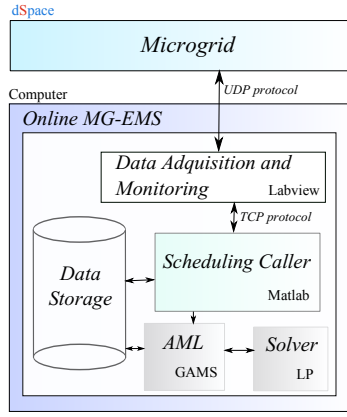 dSpace
Microgrid
UDP protocol
Computer
Online MG-EMS
Data Adquisition and
Monitoring
Labview
TCP protocol
Data
Storage
Scheduling Caller
Matlab
AML
GAMS
Solver
LP